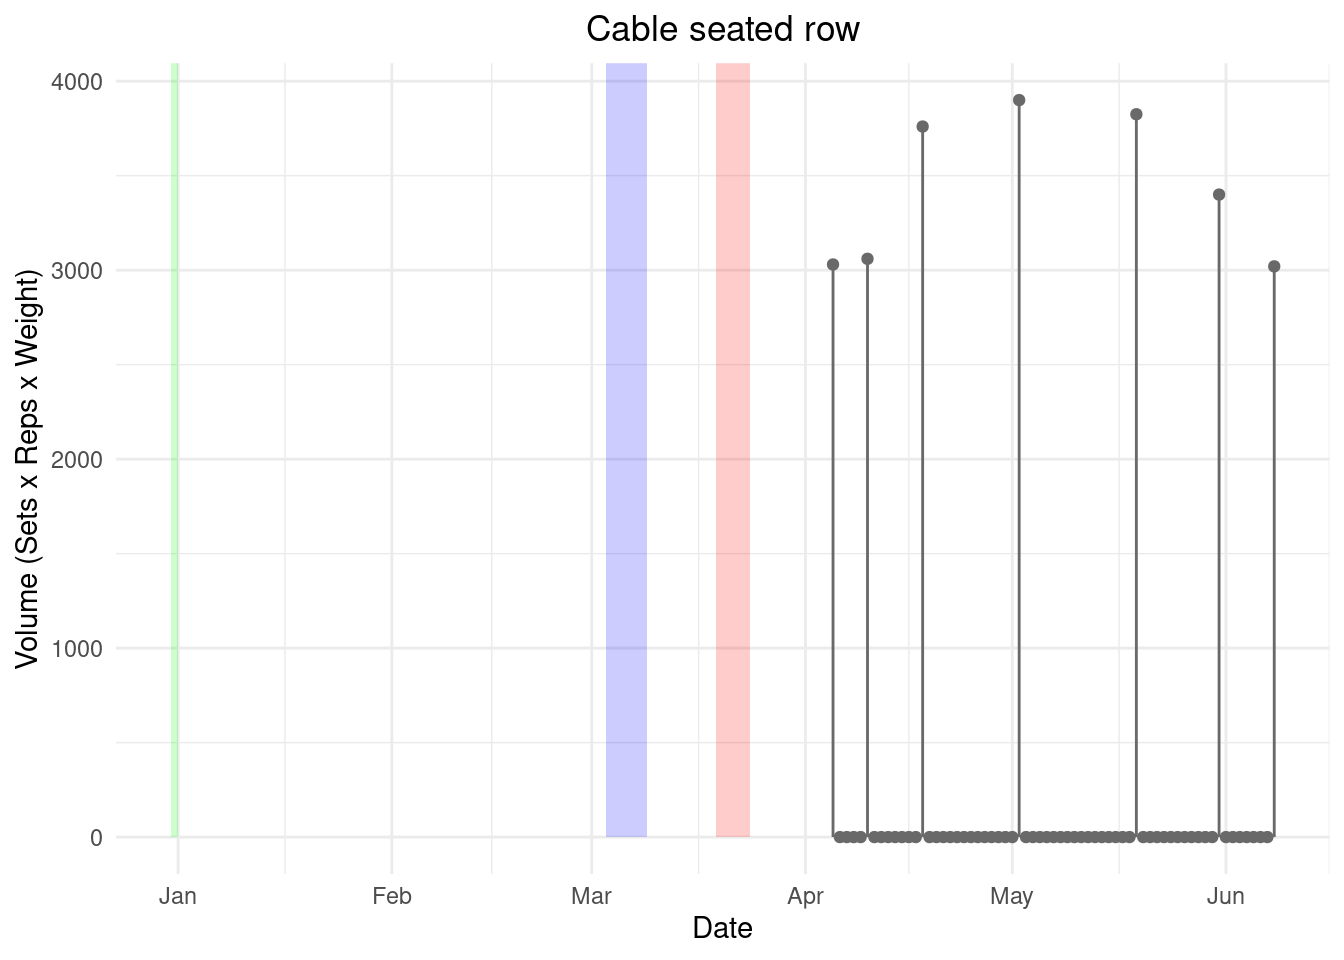 Cable seated row
Volume (Sets x Reps x Weight)
4000
3000
2000
1000
0
Jan Feb Mar Apr May Jun
Date